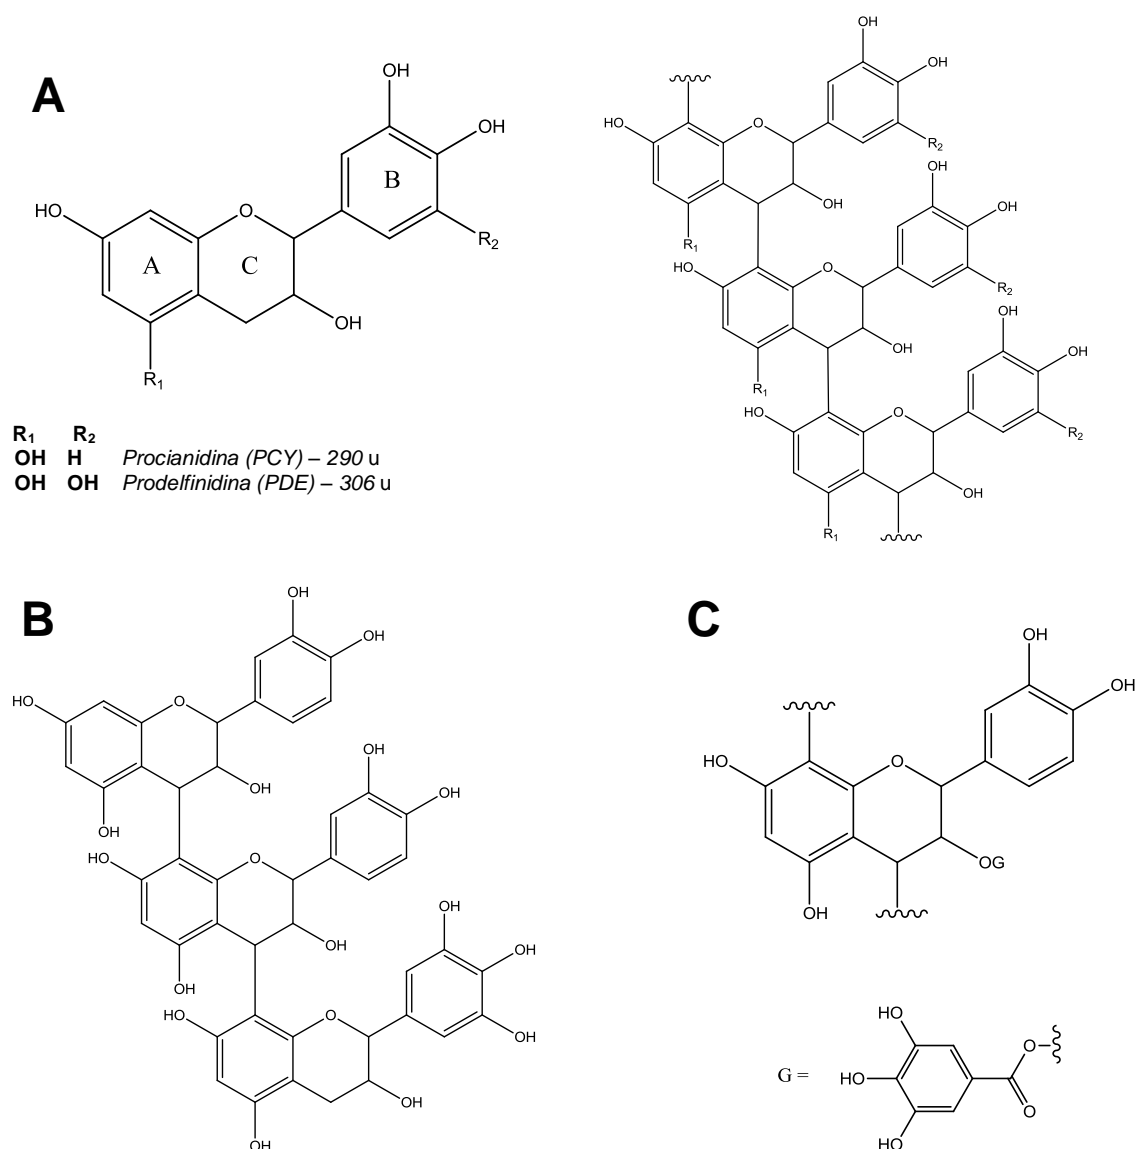 A
OH
OH
B
HO
O
A
C
R₂
OH
R₁
R₁ R₂
OH H Procianidina (PCY) – 290 u
OH OH Prodelfinidina (PDE) – 306 u
OH
OH
HO
O
R₂
OH
R₁
OH
OH
HO
O
R₂
OH
R₁
OH
OH
HO
O
R₂
OH
R₁
B
OH
OH
HO
O
OH
OH
OH
OH
HO
O
OH
OH
OH
OH
HO
O
OH
OH
OH
C
OH
OH
HO
O
OG
OH
G =
HO
O
HO
O
HO